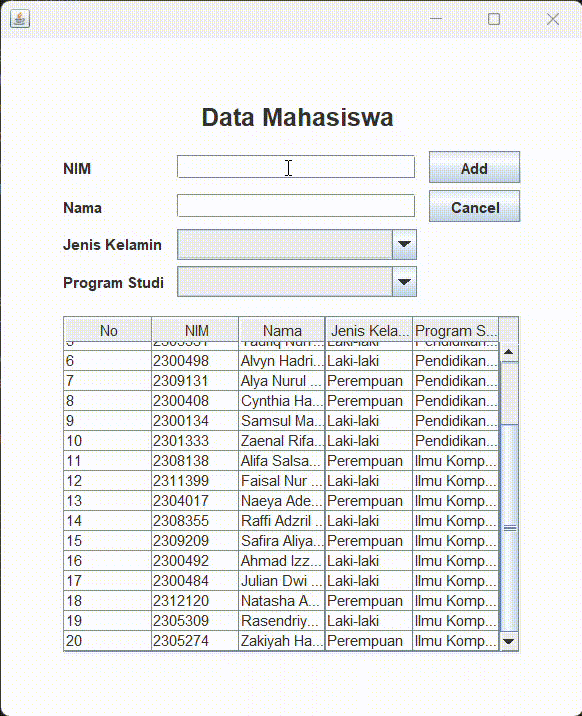 Data Mahasiswa
NIM Add
Nama Cancel
Jenis Kelamin
Program Studi
No NIM Nama Jenis Kela... Program S...
6 2300498 Alvyn Hadri... Laki-laki Pendidikan...
7 2309131 Alya Nurul ... Perempuan Pendidikan...
8 2300408 Cynthia Ha... Perempuan Pendidikan...
9 2300134 Samsul Ma... Laki-laki Pendidikan...
10 2301333 Zaenal Rifa... Laki-laki Pendidikan...
11 2308138 Alifa Salsa... Perempuan Ilmu Komp...
12 2311399 Faisal Nur ... Laki-laki Ilmu Komp...
13 2304017 Naeya Ade... Perempuan Ilmu Komp...
14 2308355 Raffi Adzril ... Laki-laki Ilmu Komp...
15 2309209 Safira Aliya... Perempuan Ilmu Komp...
16 2300492 Ahmad Izz... Laki-laki Ilmu Komp...
17 2300484 Julian Dwi ... Laki-laki Ilmu Komp...
18 2312120 Natasha A... Perempuan Ilmu Komp...
19 2305309 Rasendriy... Laki-laki Ilmu Komp...
20 2305274 Zakiyah Ha... Perempuan Ilmu Komp...